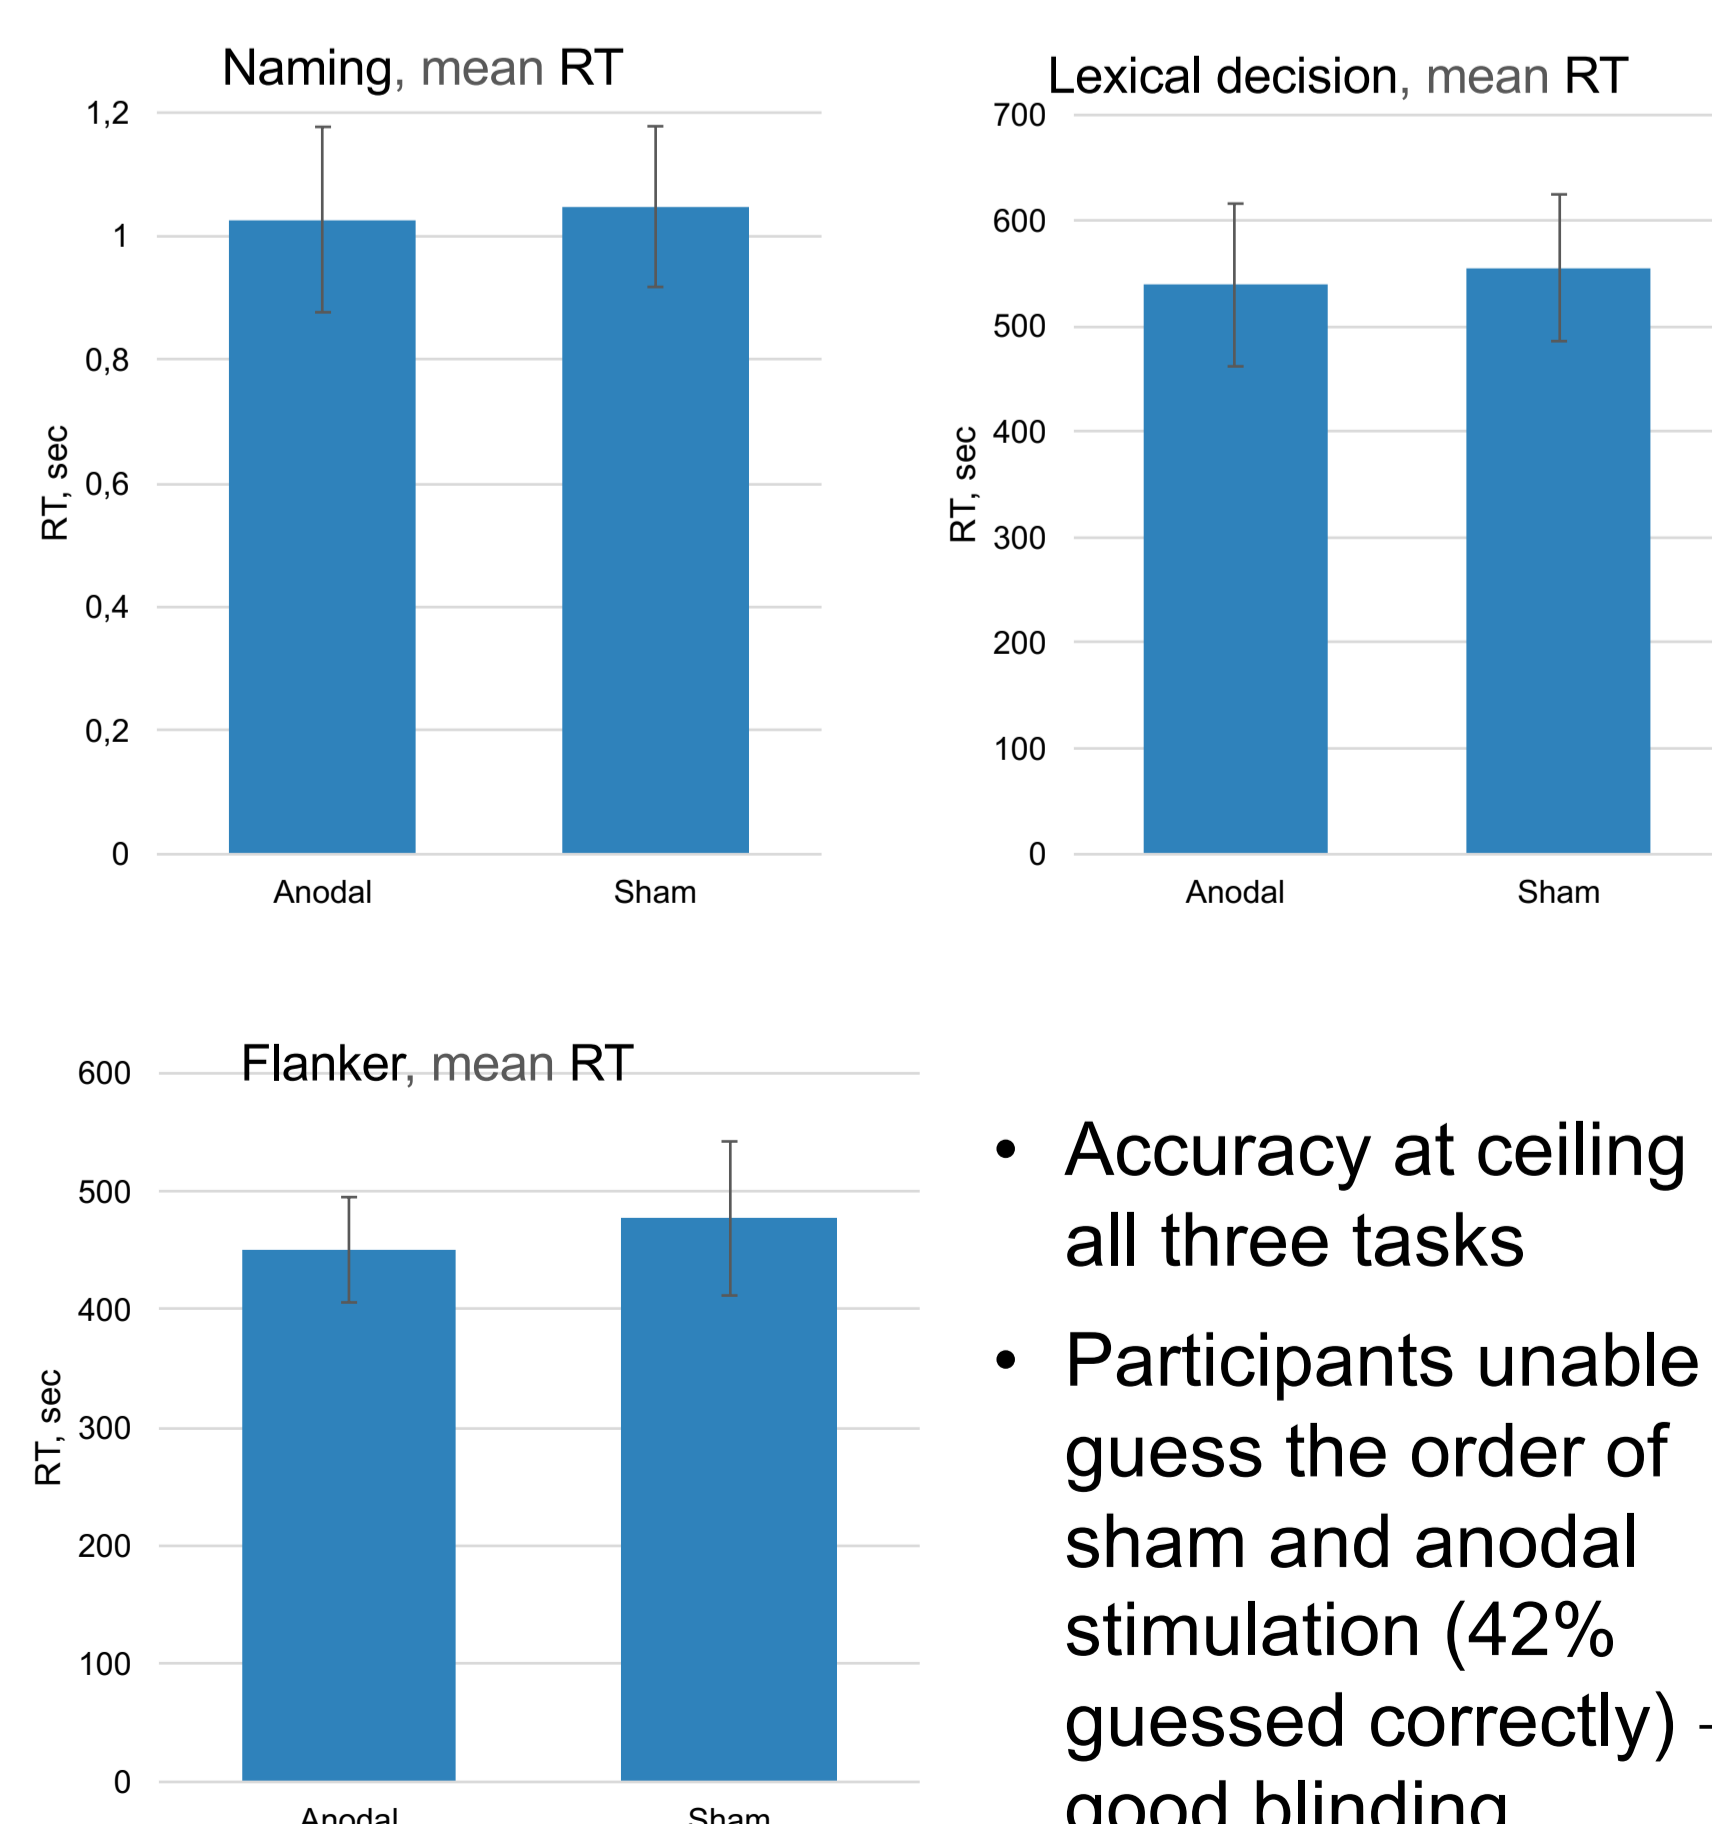 Naming, mean RT
1,2
1
0,8
0,6
0,4
0,2
0
RT, sec
Anodal
Sham
Lexical decision, mean RT
700
600
500
400
300
200
100
0
RT, sec
Anodal
Sham
Flanker, mean RT
600
500
400
300
200
100
0
RT, sec
Anodal
Sham
• Accuracy at ceiling
all three tasks
• Participants unable
guess the order of
sham and anodal
stimulation (42%
guessed correctly) -
good blinding